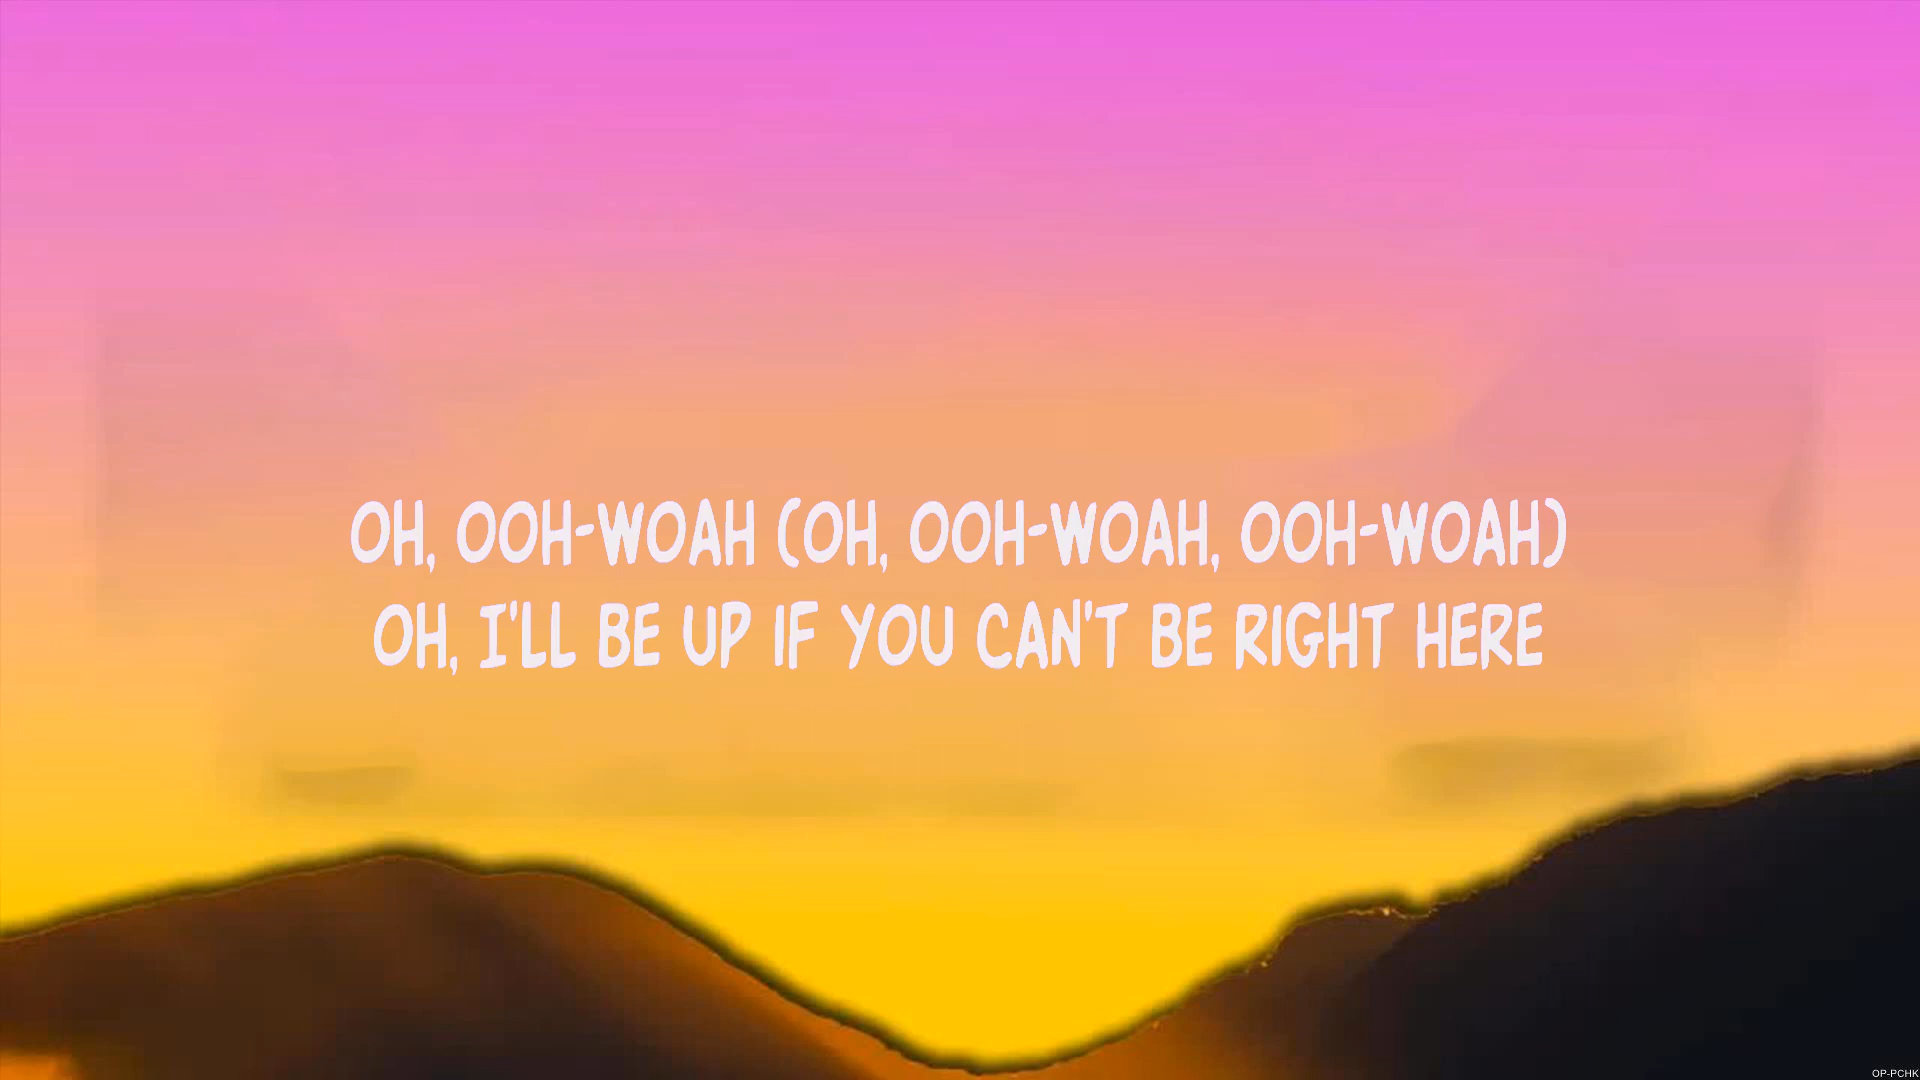 OH, OOH-WOAH (OH, OOH-WOAH, OOH-WOAH)
OH, I'LL BE UP IF YOU CAN'T BE RIGHT HERE
OP-PCHK